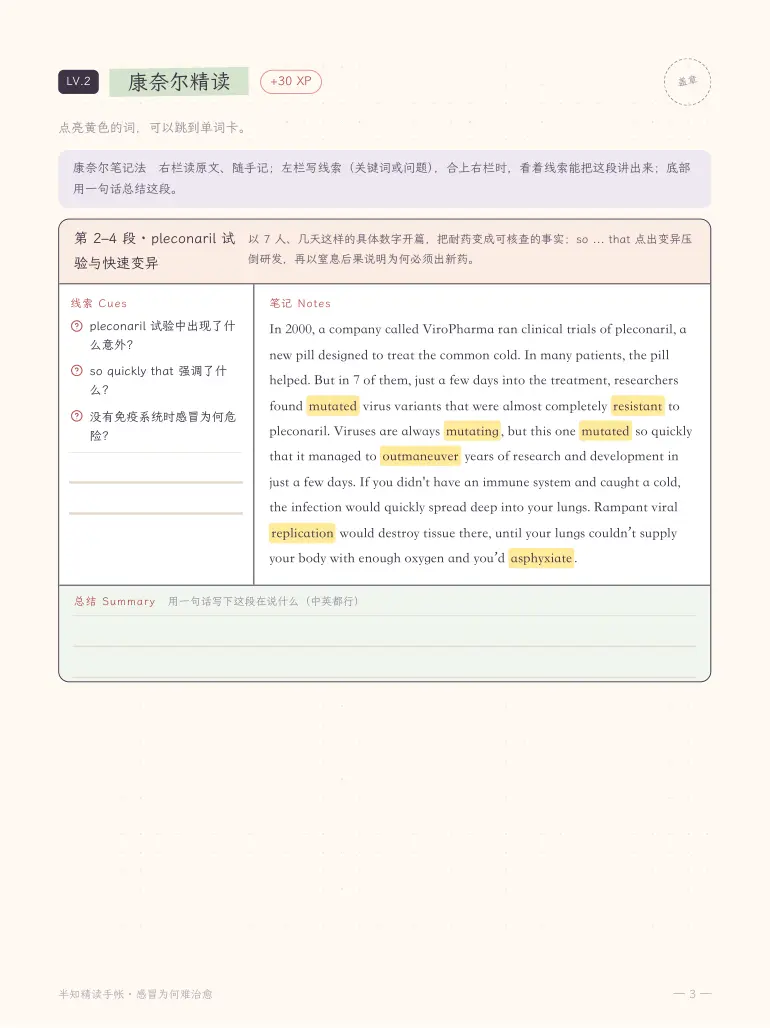 LV.2 康奈尔精读 +30 XP 盖章
点亮黄色的词，可以跳到单词卡。
康奈尔笔记法 右栏读原文、随手记；左栏写线索（关键词或问题），合上右栏时，看着线索能把这段讲出来；底部
用一句话总结这段。
第 2–4 段・pleconaril 试
验与快速变异
以 7 人、几天这样的具体数字开篇，把耐药变成可核查的事实；so … that 点出变异压
倒研发，再以窒息后果说明为何必须出新药。
线索 Cues
pleconaril 试验中出现了什
么意外？
so quickly that 强调了什
么？
没有免疫系统时感冒为何危
险？
笔记 Notes
In 2000, a company called ViroPharma ran clinical trials of pleconaril, a
new pill designed to treat the common cold. In many patients, the pill
helped. But in 7 of them, just a few days into the treatment, researchers
found mutated virus variants that were almost completely resistant to
pleconaril. Viruses are always mutating, but this one mutated so quickly
that it managed to outmaneuver years of research and development in
just a few days. If you didn't have an immune system and caught a cold,
the infection would quickly spread deep into your lungs. Rampant viral
replication would destroy tissue there, until your lungs couldn’t supply
your body with enough oxygen and you’d asphyxiate.
总结 Summary 用一句话写下这段在说什么（中英都行）
半知精读手帐・感冒为何难治愈
— 3 —